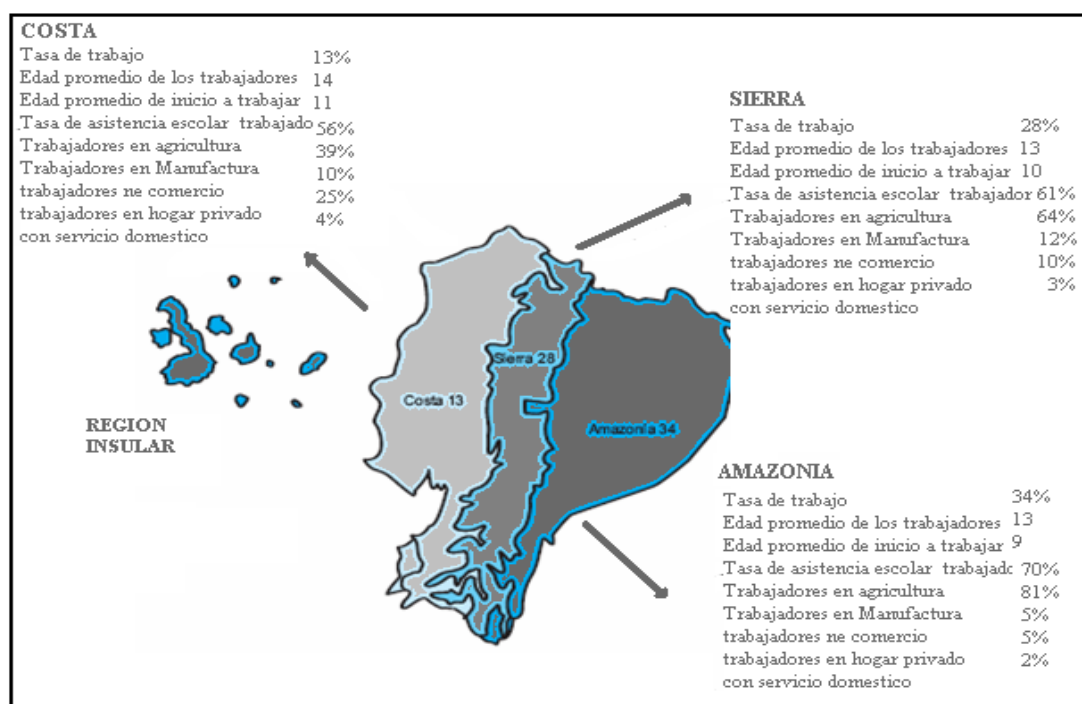 COSTA
Tasa de trabajo 13%
Edad promedio de los trabajadores 14
Edad promedio de inicio a trabajar 11
Tasa de asistencia escolar trabajado 56%
Trabajadores en agricultura 39%
Trabajadores en Manufactura 10%
trabajadores ne comercio 25%
trabajadores en hogar privado 4%
con servicio domestico
SIERRA
Tasa de trabajo 28%
Edad promedio de los trabajadores 13
Edad promedio de inicio a trabajar 10
Tasa de asistencia escolar trabajador 61%
Trabajadores en agricultura 64%
Trabajadores en Manufactura 12%
trabajadores ne comercio 10%
trabajadores en hogar privado 3%
con servicio domestico
Sierra 28
Costa 13
Amazonía 34
REGION
INSULAR
AMAZONIA
Tasa de trabajo 34%
Edad promedio de los trabajadores 13
Edad promedio de inicio a trabajar 9
Tasa de asistencia escolar trabajadc 70%
Trabajadores en agricultura 81%
Trabajadores en Manufactura 5%
trabajadores ne comercio 5%
trabajadores en hogar privado 2%
con servicio domestico